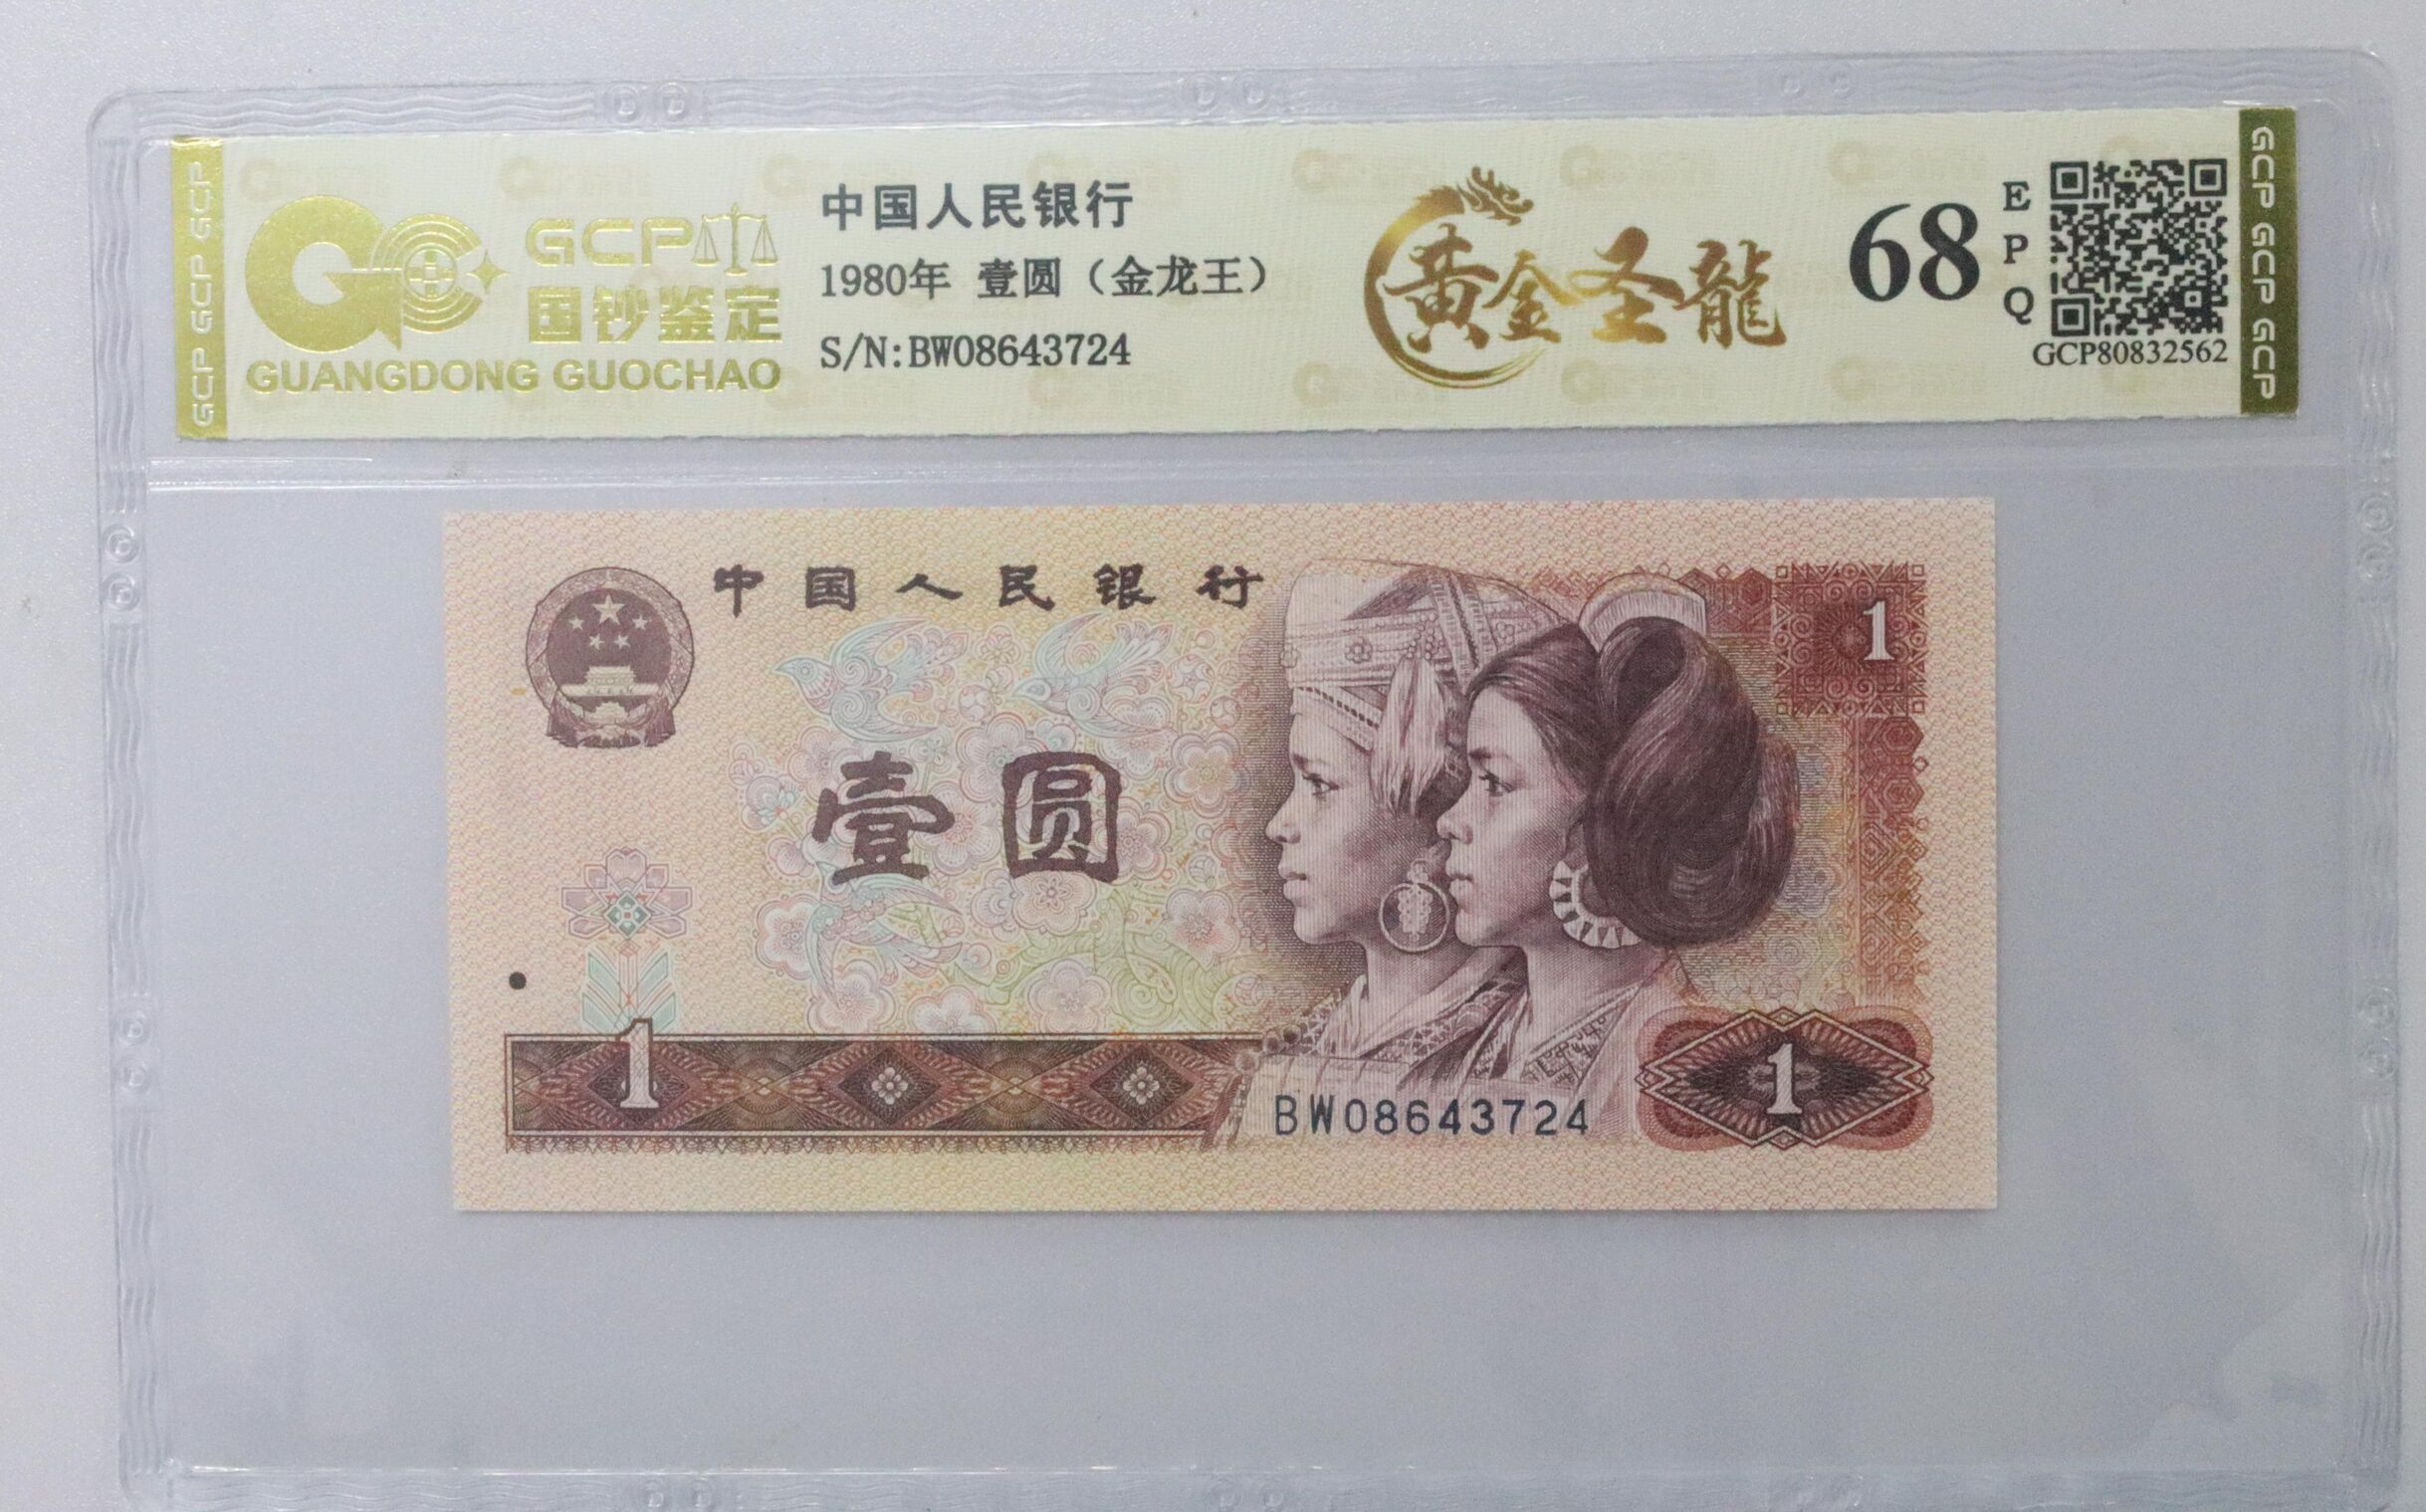 GCP GCP GCP
GCP
国钞鉴定
GUANGDONG GUOCHAO
中国人民银行
1980年 壹圆（金龙王）
S/N:BW08643724
黄金圣龍
68
E
P
Q
GCP80832562
GCP GCP GCP
中国人民银行
1
壹圆
1
BW08643724
1